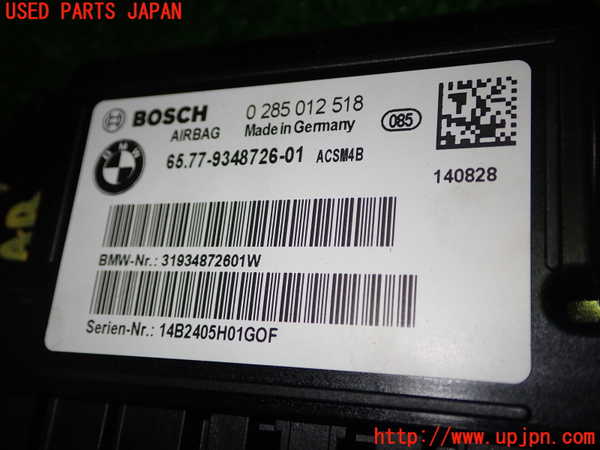 USED PARTS JAPAN
BOSCH 0 285 012 518
AIRBAG Made in Germany 085
BMW 65.77-9348726-01 ACSM4B
140828
BMW-Nr.: 31934872601W
Serien-Nr.: 14B2405H01GOF
http://www.upjpn.com/